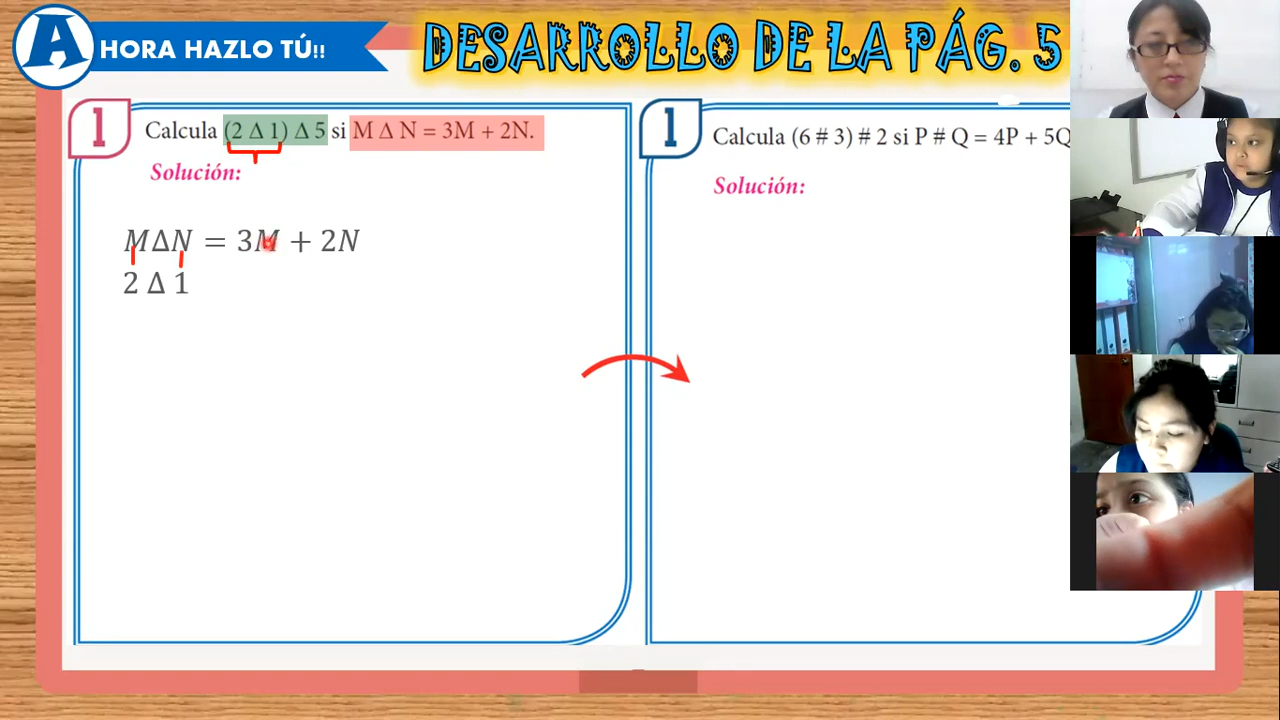 AHORA HAZLO TÚ!!
DESARROLLO DE LA PÁG. 5
1
Calcula (2 Δ 1) Δ 5 si M Δ N = 3M + 2N.
Solución:
MΔN = 3M + 2N
2 Δ 1
1
Calcula (6 # 3) # 2 si P # Q = 4P + 5Q
Solución: